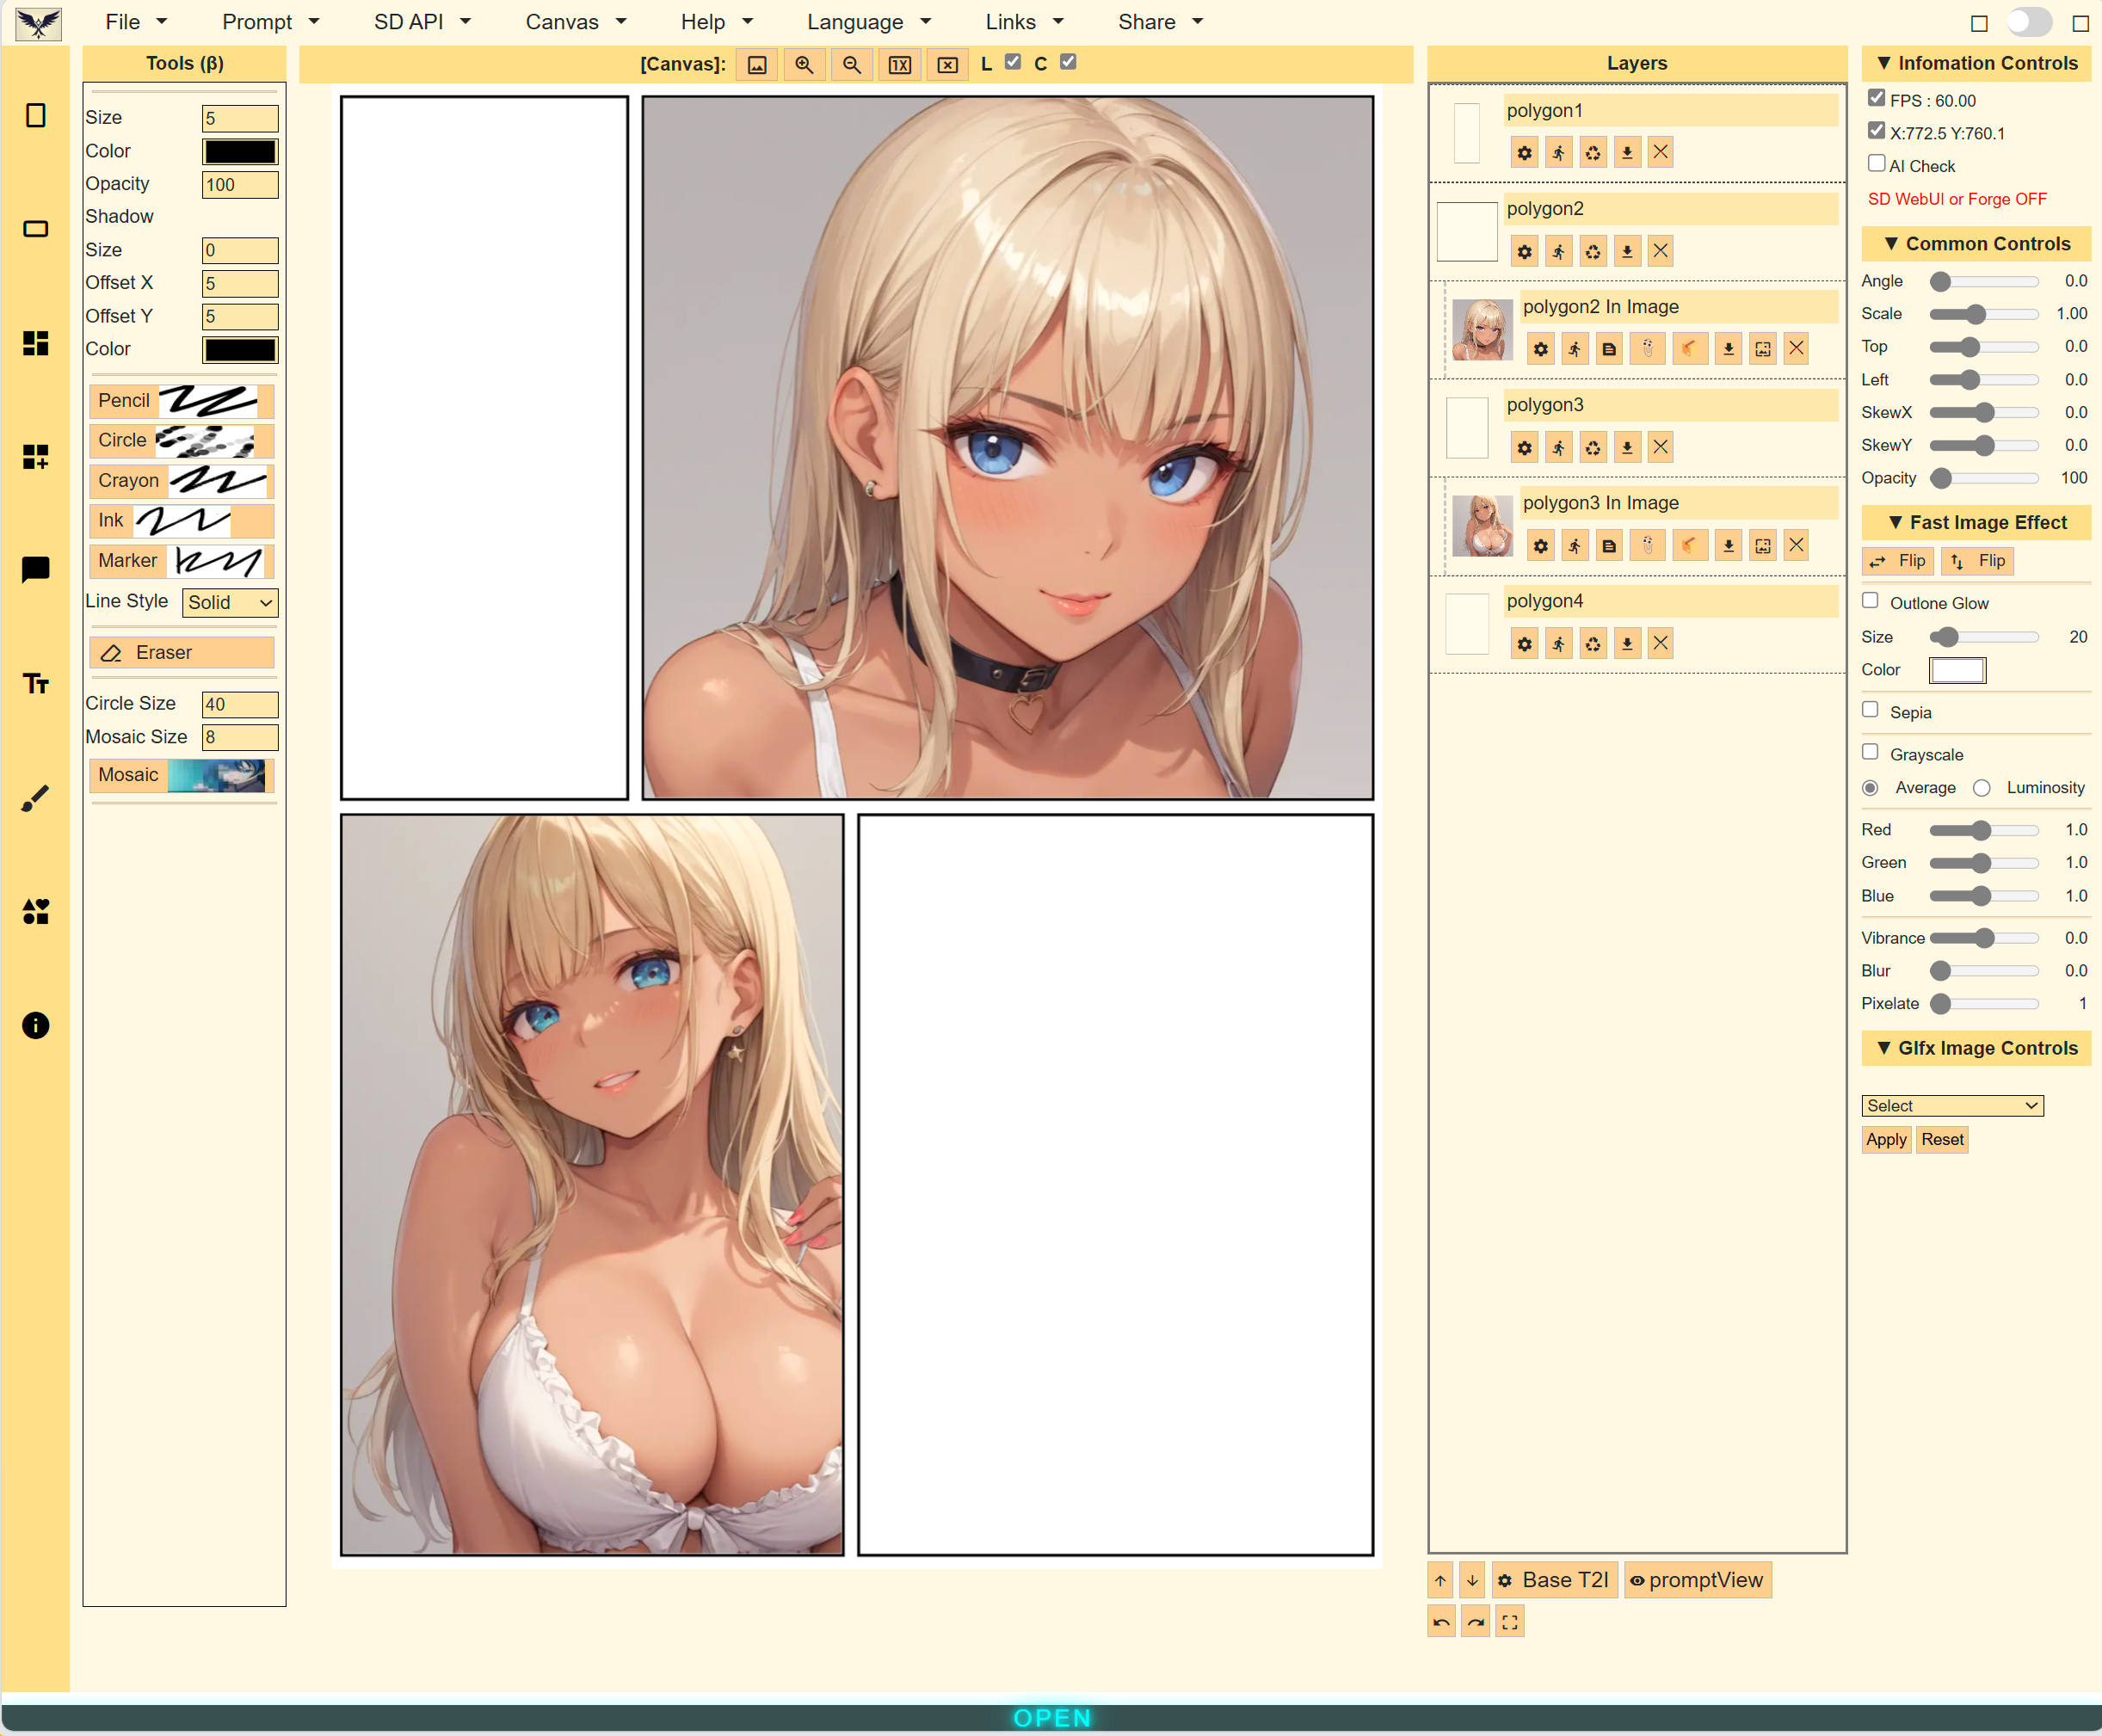 File Prompt SD API Canvas Help Language Links Share
Tools (β)
Size 5
Color
Opacity 100
Shadow
Size 0
Offset X 5
Offset Y 5
Color
Pencil
Circle
Crayon
Ink
Marker
Line Style Solid
Eraser
Circle Size 40
Mosaic Size 8
Mosaic
[Canvas]: 1X L C
Layers
polygon1
polygon2
polygon2 In Image
polygon3
polygon3 In Image
polygon4
Base T2I promptView
▼ Infomation Controls
FPS : 60.00
X:772.5 Y:760.1
AI Check
SD WebUI or Forge OFF
▼ Common Controls
Angle 0.0
Scale 1.00
Top 0.0
Left 0.0
SkewX 0.0
SkewY 0.0
Opacity 100
▼ Fast Image Effect
Flip Flip
Outlone Glow
Size 20
Color
Sepia
Grayscale
Average Luminosity
Red 1.0
Green 1.0
Blue 1.0
Vibrance 0.0
Blur 0.0
Pixelate 1
▼ Glfx Image Controls
Select
Apply Reset
OPEN